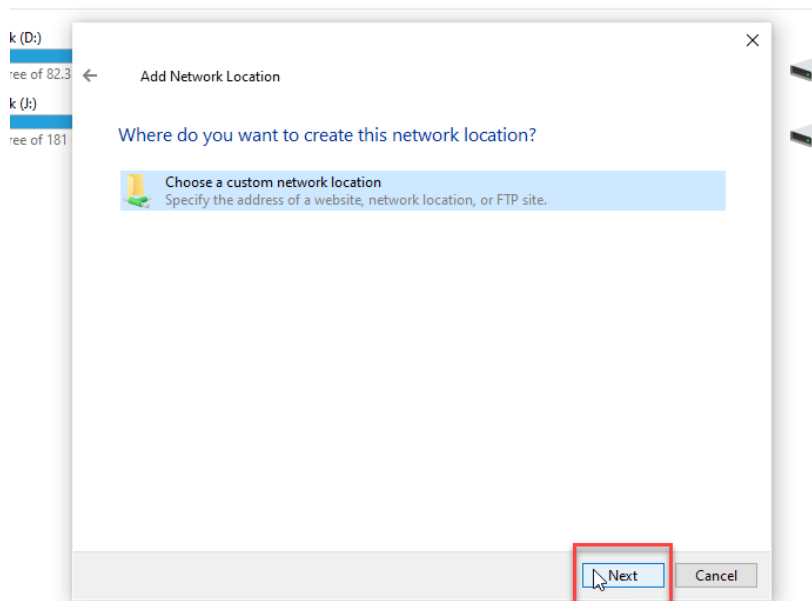 k (D:)
ree of 82.3
k (J:)
ree of 181
Add Network Location
Where do you want to create this network location?
Choose a custom network location
Specify the address of a website, network location, or FTP site.
Next
Cancel